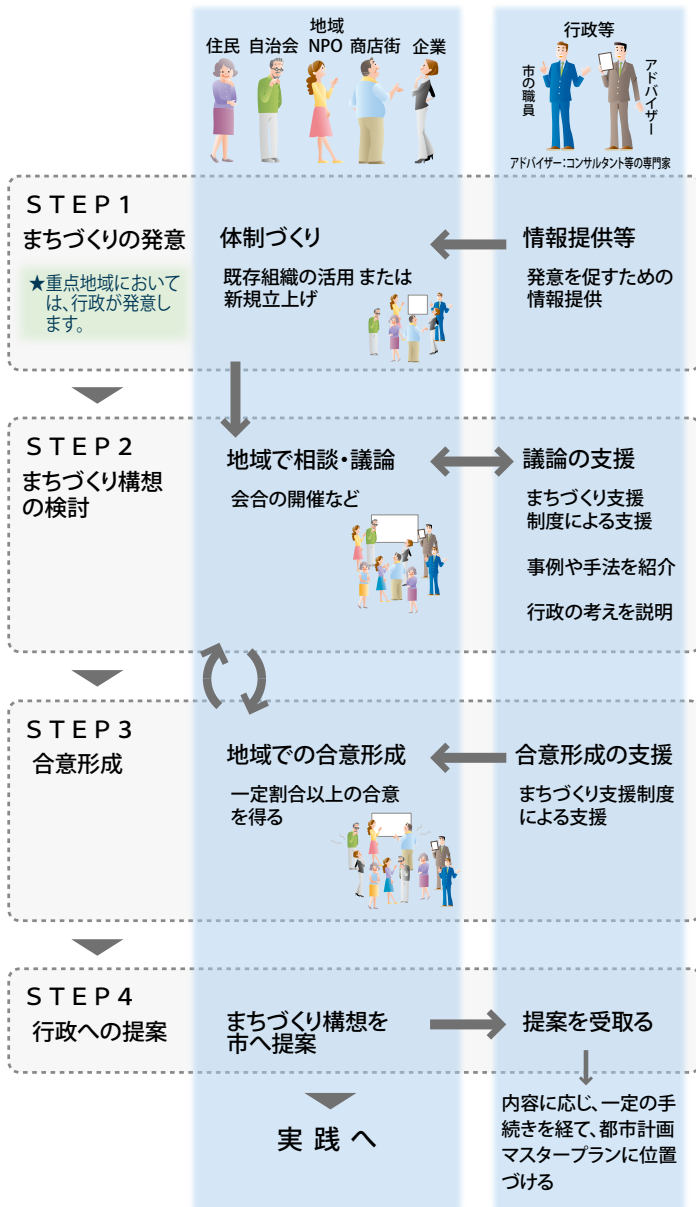 住民
自治会
地域
NPO
商店街
企業
行政等
市の職員
アドバイザー
アドバイザー：コンサルタント等の専門家
STEP1
まちづくりの発意
★重点地域において
は、行政が発意し
ます。
体制づくり
既存組織の活用 または
新規立上げ
情報提供等
発意を促すための
情報提供
STEP2
まちづくり構想
の検討
地域で相談・議論
会合の開催など
議論の支援
まちづくり支援
制度による支援
事例や手法を紹介
行政の考えを説明
STEP3
合意形成
地域での合意形成
一定割合以上の合意
を得る
合意形成の支援
まちづくり支援制度
による支援
STEP4
行政への提案
まちづくり構想を
市へ提案
提案を受取る
実践へ
内容に応じ、一定の手
続きを経て、都市計画
マスタープランに位置
づける